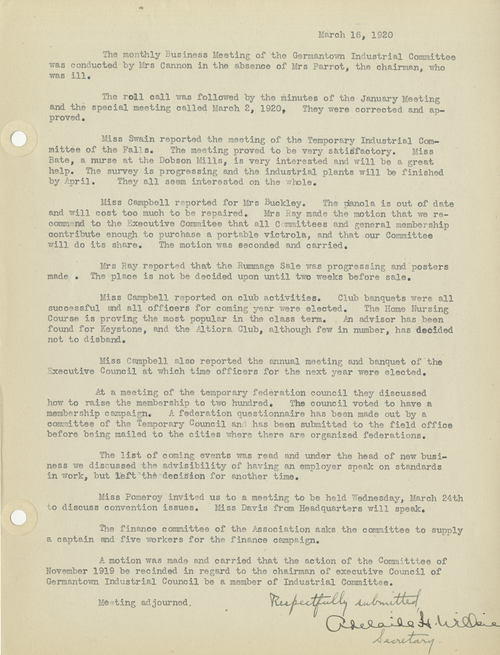 March 16, 1920
The monthly Business Meeting of the Germantown Industrial Committee
was conducted by Mrs Cannon in the absence of Mrs Parrot, the chairman, who
was ill.
The roll call was followed by the minutes of the January Meeting
and the special meeting called March 2, 1920, They were corrected and ap-
proved.
Miss Swain reported the meeting of the Temporary Industrial Com-
mittee of the Falls. The meeting proved to be very satisfactory. Miss
Bate, a nurse at the Dobson Mills, is very interested and will be a great
help. The survey is progressing and the industrial plants will be finished
by April. They all seem interested on the whole.
Miss Campbell reported for Mrs Buckley. The pianola is out of date
and will cost too much to be repaired. Mrs Ray made the motion that we re-
commend to the Executive Commitee that all Committees and general membership
contribute enough to purchase a portable victrola, and that our Committee
will do its share. The motion was seconded and carried.
Mrs Ray reported that the Rummage Sale was progressing and posters
made . The place is not be decided upon until two weeks before sale.
Miss Campbell reported on club activities. Club banquets were all
successful and all officers for coming year were elected. The Home Nursing
Course is proving the most popular in the class term. An advisor has been
found for Keystone, and the Altiora Club, although few in number, has decided
not to disband.
Miss Campbell also reported the annual meeting and banquet of the
Executive Council at which time officers for the next year were elected.
At a meeting of the temporary federation council they discussed
how to raise the membership to two hundred. The council voted to have a
membership campaign. A federation questionnaire has been made out by a
committee of the Temporary Council and has been submitted to the field office
before being mailed to the cities where there are organized federations.
The list of coming events was read and under the head of new busi-
ness we discussed the advisibility of having an employer speak on standards
in work, but left the decision for another time.
Miss Pomeroy invited us to a meeting to be held Wednesday, March 24th
to discuss convention issues. Miss Davis from Headquarters will speak.
The finance committee of the Association asks the committee to supply
a captain and five workers for the finance campaign.
A motion was made and carried that the action of the Committtee of
November 1919 be recinded in regard to the chairman of executive Council of
Germantown Industrial Council be a member of Industrial Committee.
Meeting adjourned.
Respectfully submitted
Adelaide H. Willsie
Secretary.